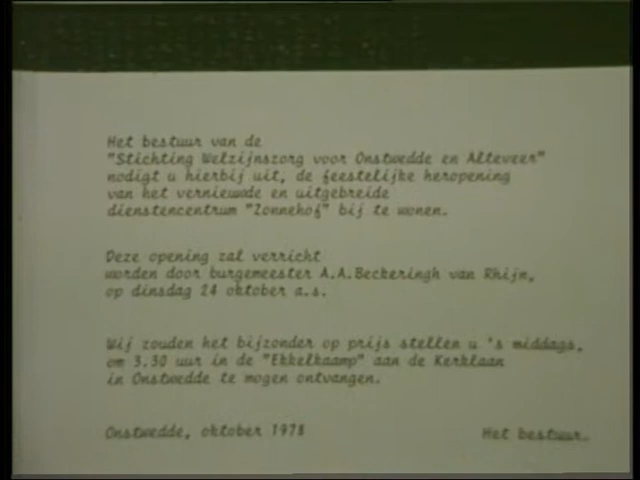 Het bestuur van de
"Stichting Welzijnszorg voor Onstwedde en Alteveer"
nodigt u hierbij uit, de feestelijke heropening
van het vernieuwde en uitgebreide
dienstencentrum "Zonnehof" bij te wonen.
Deze opening zal verricht
worden door burgemeester A.A.Beckeringh van Rhijn,
op dinsdag 24 oktober a.s.
Wij zouden het bijzonder op prijs stellen u 's middags,
om 3.30 uur in de "Ekkelkaamp" aan de Kerklaan
in Onstwedde te mogen ontvangen.
Onstwedde, oktober 1978 Het bestuur.